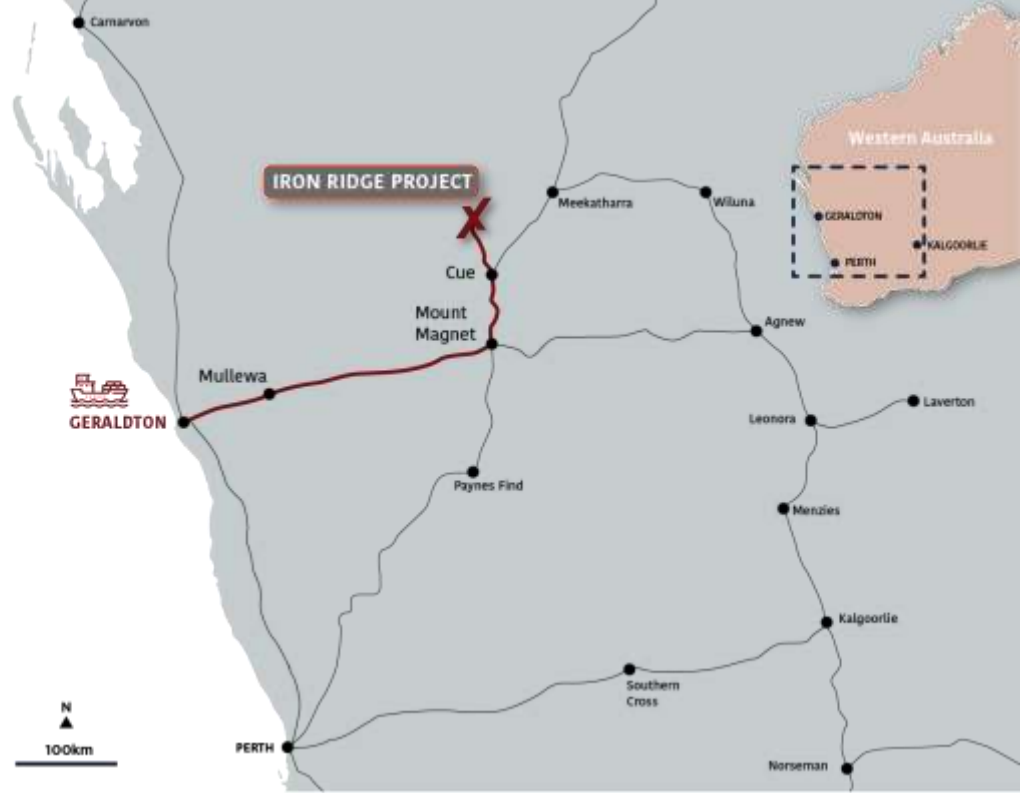 Carnarvon
Western Australia
IRON RIDGE PROJECT
X
Meekatharra
Wiluna
GERALDTON
KALGOORLIE
PERTH
Cue
Mount
Magnet
Agnew
Mullewa
GERALDTON
Leonora
Laverton
Paynes Find
Menzies
Kalgoorlie
Southern
Cross
N
100km
PERTH
Norseman